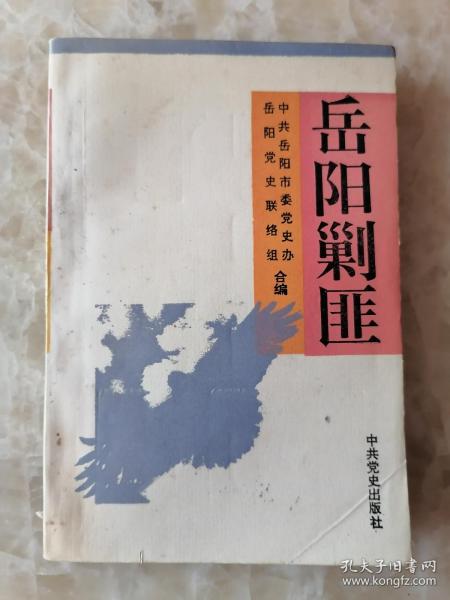 岳阳剿匪
中共岳阳市委党史办
岳阳党史联络组
合编
中共党史出版社
孔夫子旧书网
www.kongfz.com